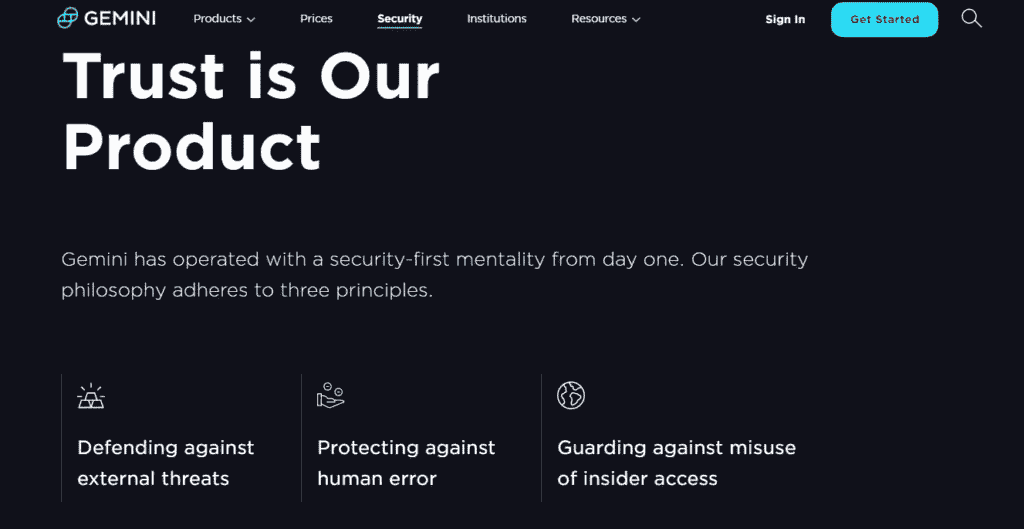 GEMINI Products Prices Security Institutions Resources Sign In Get Started
Trust is Our
Product
Gemini has operated with a security-first mentality from day one. Our security
philosophy adheres to three principles.
Defending against
external threats
Protecting against
human error
Guarding against misuse
of insider access